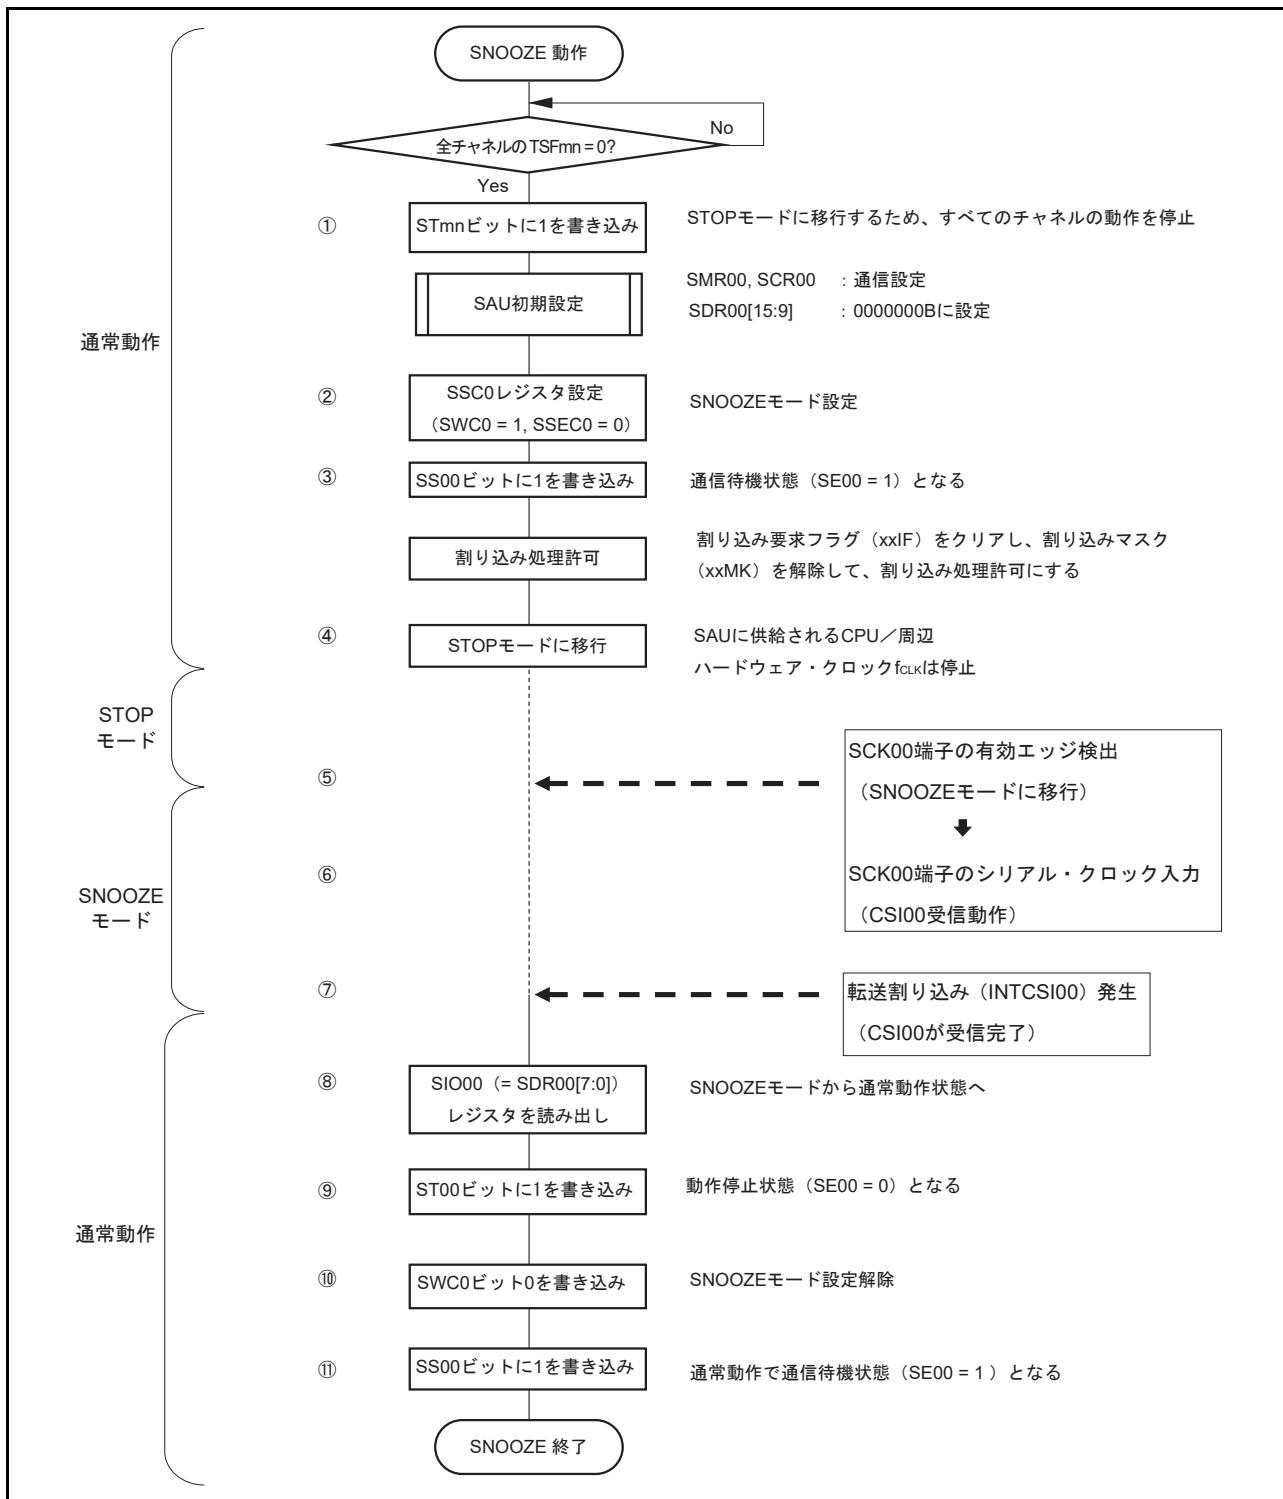 SNOOZE 動作
No
全チャネルのTSFmn = 0?
Yes
① STmnビットに1を書き込み STOPモードに移行するため、すべてのチャネルの動作を停止
SAU初期設定
SMR00, SCR00 : 通信設定
SDR00[15:9] : 0000000Bに設定
通常動作
② SSC0レジスタ設定
（SWC0 = 1, SSEC0 = 0）
SNOOZEモード設定
③ SS00ビットに1を書き込み 通信待機状態（SE00 = 1）となる
割り込み処理許可
割り込み要求フラグ（xxIF）をクリアし、割り込みマスク
（xxMK）を解除して、割り込み処理許可にする
④ STOPモードに移行
SAUに供給されるCPU／周辺
ハードウェア・クロックfCLKは停止
STOP
モード
⑤
SCK00端子の有効エッジ検出
（SNOOZEモードに移行）
⑥
SCK00端子のシリアル・クロック入力
（CSI00受信動作）
SNOOZE
モード
⑦
転送割り込み（INTCSI00）発生
（CSI00が受信完了）
⑧ SIO00（= SDR00[7:0]）
レジスタを読み出し
SNOOZEモードから通常動作状態へ
⑨ ST00ビットに1を書き込み 動作停止状態（SE00 = 0）となる
通常動作
⑩ SWC0ビット0を書き込み SNOOZEモード設定解除
⑪ SS00ビットに1を書き込み 通常動作で通信待機状態（SE00 = 1 ）となる
SNOOZE 終了